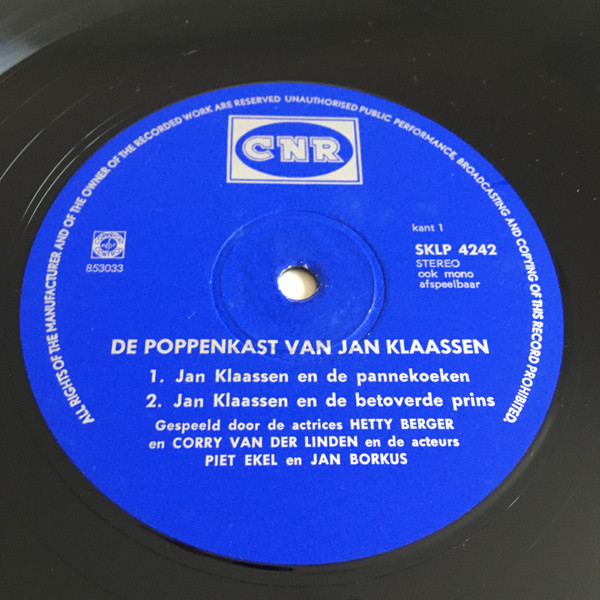 ALL RIGHTS OF THE MANUFACTURER AND OF THE OWNER OF THE RECORDED WORK ARE RESERVED UNAUTHORISED PUBLIC PERFORMANCE, BROADCASTING AND COPYING OF THIS RECORD PROHIBITED.
CNR
kant 1
SKLP 4242
STEREO
ook mono
afspeelbaar
853033
DE POPPENKAST VAN JAN KLAASSEN
1. Jan Klaassen en de pannekoeken
2. Jan Klaassen en de betoverde prins
Gespeeld door de actrices HETTY BERGER
en CORRY VAN DER LINDEN en de acteurs
PIET EKEL en JAN BORKUS